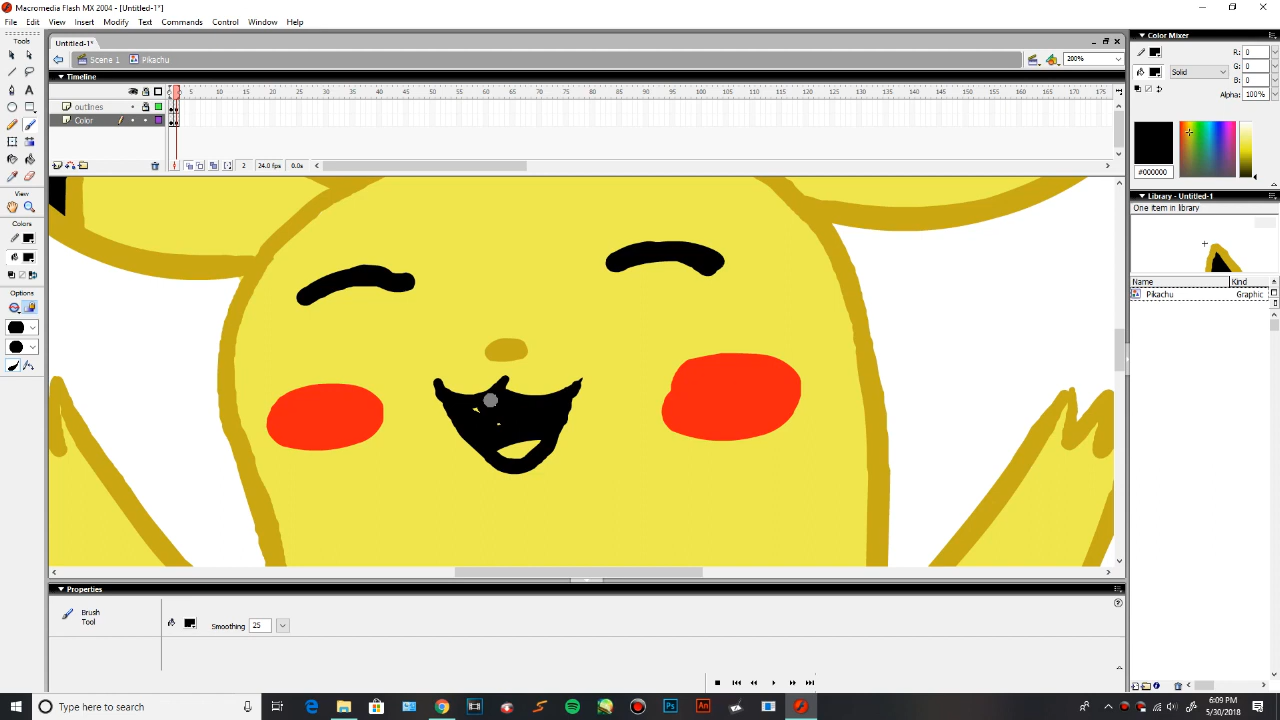 Macromedia Flash MX 2004 - [Untitled-1*]
File Edit View Insert Modify Text Commands Control Window Help
Tools
View
Colors
Options
Untitled-1*
Scene 1 Pikachu
200%
Timeline
1 5 10 15 20 25 30 35 40 45 50 55 60 65 70 75 80 85 90 95 100 105 110 115 120 125 130 135 140 145 150 155 160 165 170 175
outlines
Color
2 24.0 fps 0.0s
Properties
Brush
Tool
Smoothing 25
Color Mixer
R: 0
Solid G: 0
B: 0
Alpha: 100%
#000000
Library - Untitled-1
One item in library
Name Kind
Pikachu Graphic
Type here to search
6:09 PM
5/30/2018